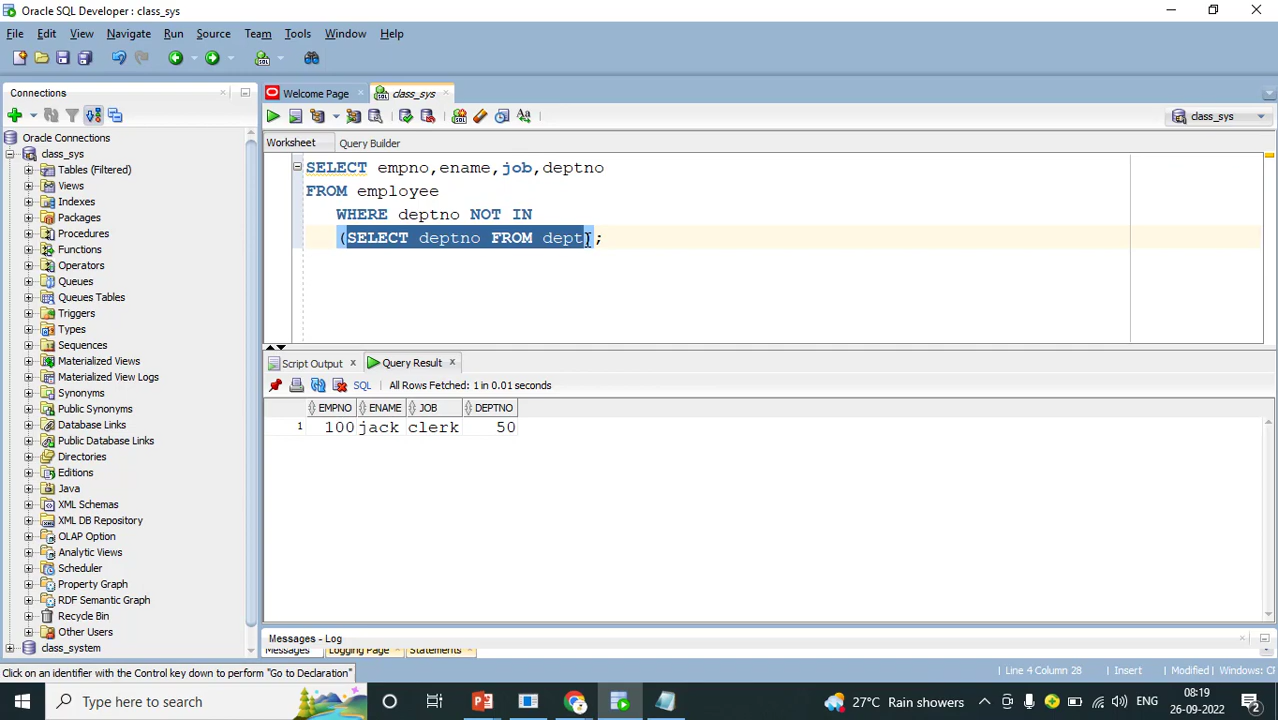 Oracle SQL Developer : class_sys
File Edit View Navigate Run Source Team Tools Window Help
Connections
Welcome Page
class_sys
class_sys
Worksheet Query Builder
Oracle Connections
class_sys
Tables (Filtered)
Views
Indexes
Packages
Procedures
Functions
Operators
Queues
Queues Tables
Triggers
Types
Sequences
Materialized Views
Materialized View Logs
Synonyms
Public Synonyms
Database Links
Public Database Links
Directories
Editions
Java
XML Schemas
XML DB Repository
OLAP Option
Analytic Views
Scheduler
Property Graph
RDF Semantic Graph
Recycle Bin
Other Users
class_system
SELECT empno,ename,job,deptno
FROM employee
WHERE deptno NOT IN
(SELECT deptno FROM dept);
Script Output Query Result
SQL All Rows Fetched: 1 in 0.01 seconds
EMPNO ENAME JOB DEPTNO
1 100 jack clerk 50
Messages - Log
Messages Logging Page Statements
Click on an identifier with the Control key down to perform "Go to Declaration"
Line 4 Column 28 Insert Modified Windows: CF
Type here to search
27°C Rain showers
ENG
08:19
26-09-2022
2